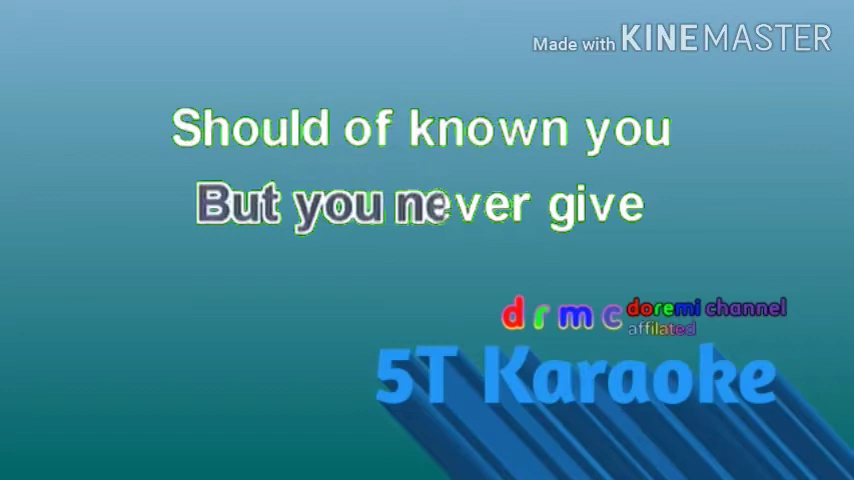 Made with KINEMASTER
Should of known you
But you never give
d r m c doremi channel
affilated
5T Karaoke